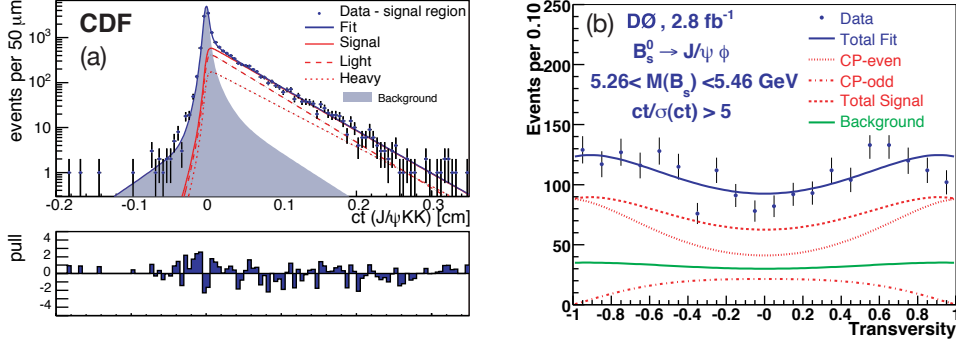 CDF
(a)
Data - signal region
Fit
Signal
Light
Heavy
Background
events per 50 μm
10³
10²
10
1
-0.2 -0.1 0 0.1 0.2 0.3
ct (J/ψKK) [cm]
pull
4
2
0
-2
-4
(b)
DØ , 2.8 fb⁻¹
B⁰ₛ → J/ψ φ
5.26< M(Bₛ) <5.46 GeV
ct/σ(ct) > 5
Data
Total Fit
CP-even
CP-odd
Total Signal
Background
Events per 0.10
250
200
150
100
50
0
-1 -0.8 -0.6 -0.4 -0.2 -0 0.2 0.4 0.6 0.8 1
Transversity